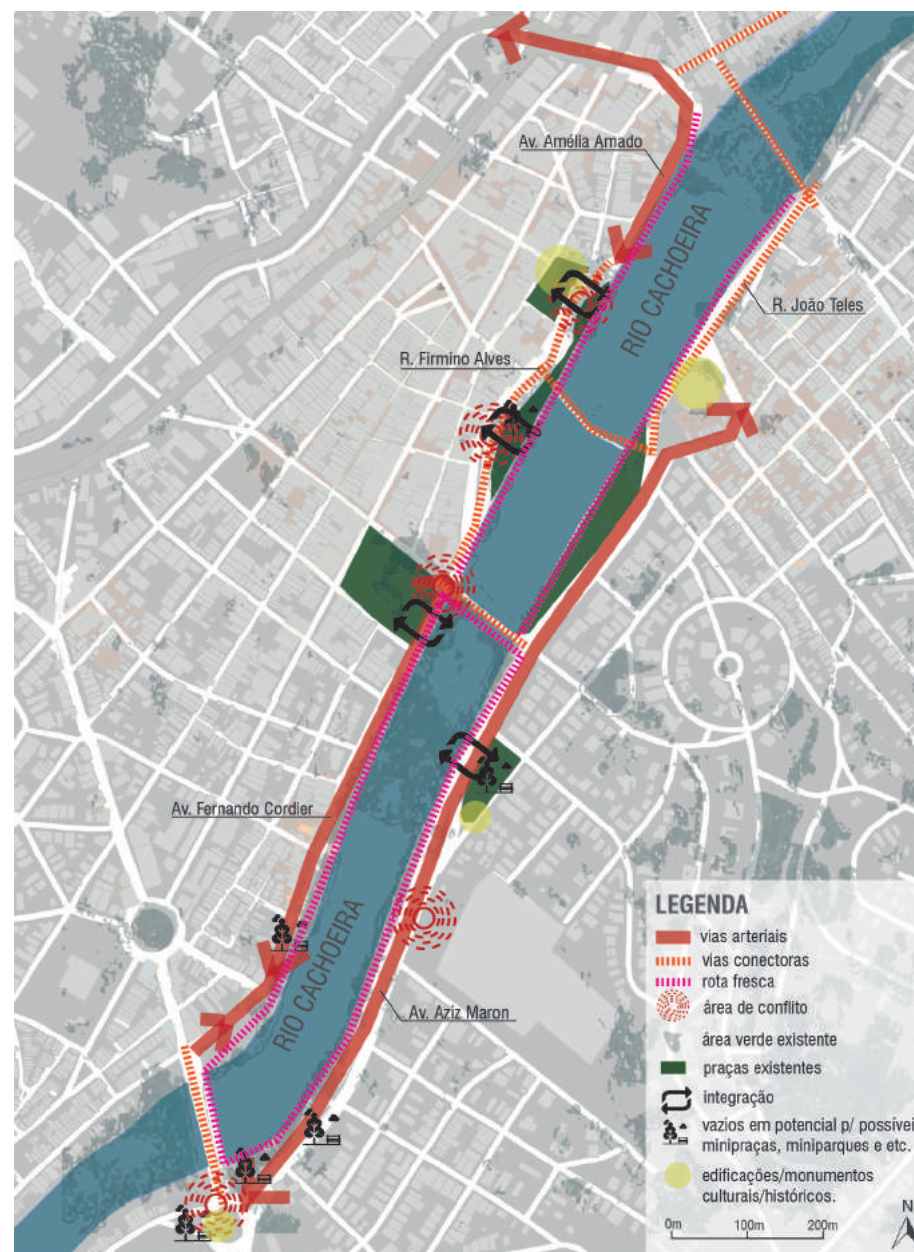 Av. Amélia Amado
RIO CACHOEIRA
R. João Teles
R. Firmino Alves
Av. Fernando Cordier
RIO CACHOEIRA
Av. Aziz Maron
LEGENDA
vias arteriais
vias conectoras
rota fresca
área de conflito
área verde existente
praças existentes
integração
vazios em potencial p/ possívei
minipraças, miniparques e etc.
edificações/monumentos
culturais/históricos.
N
0m 100m 200m